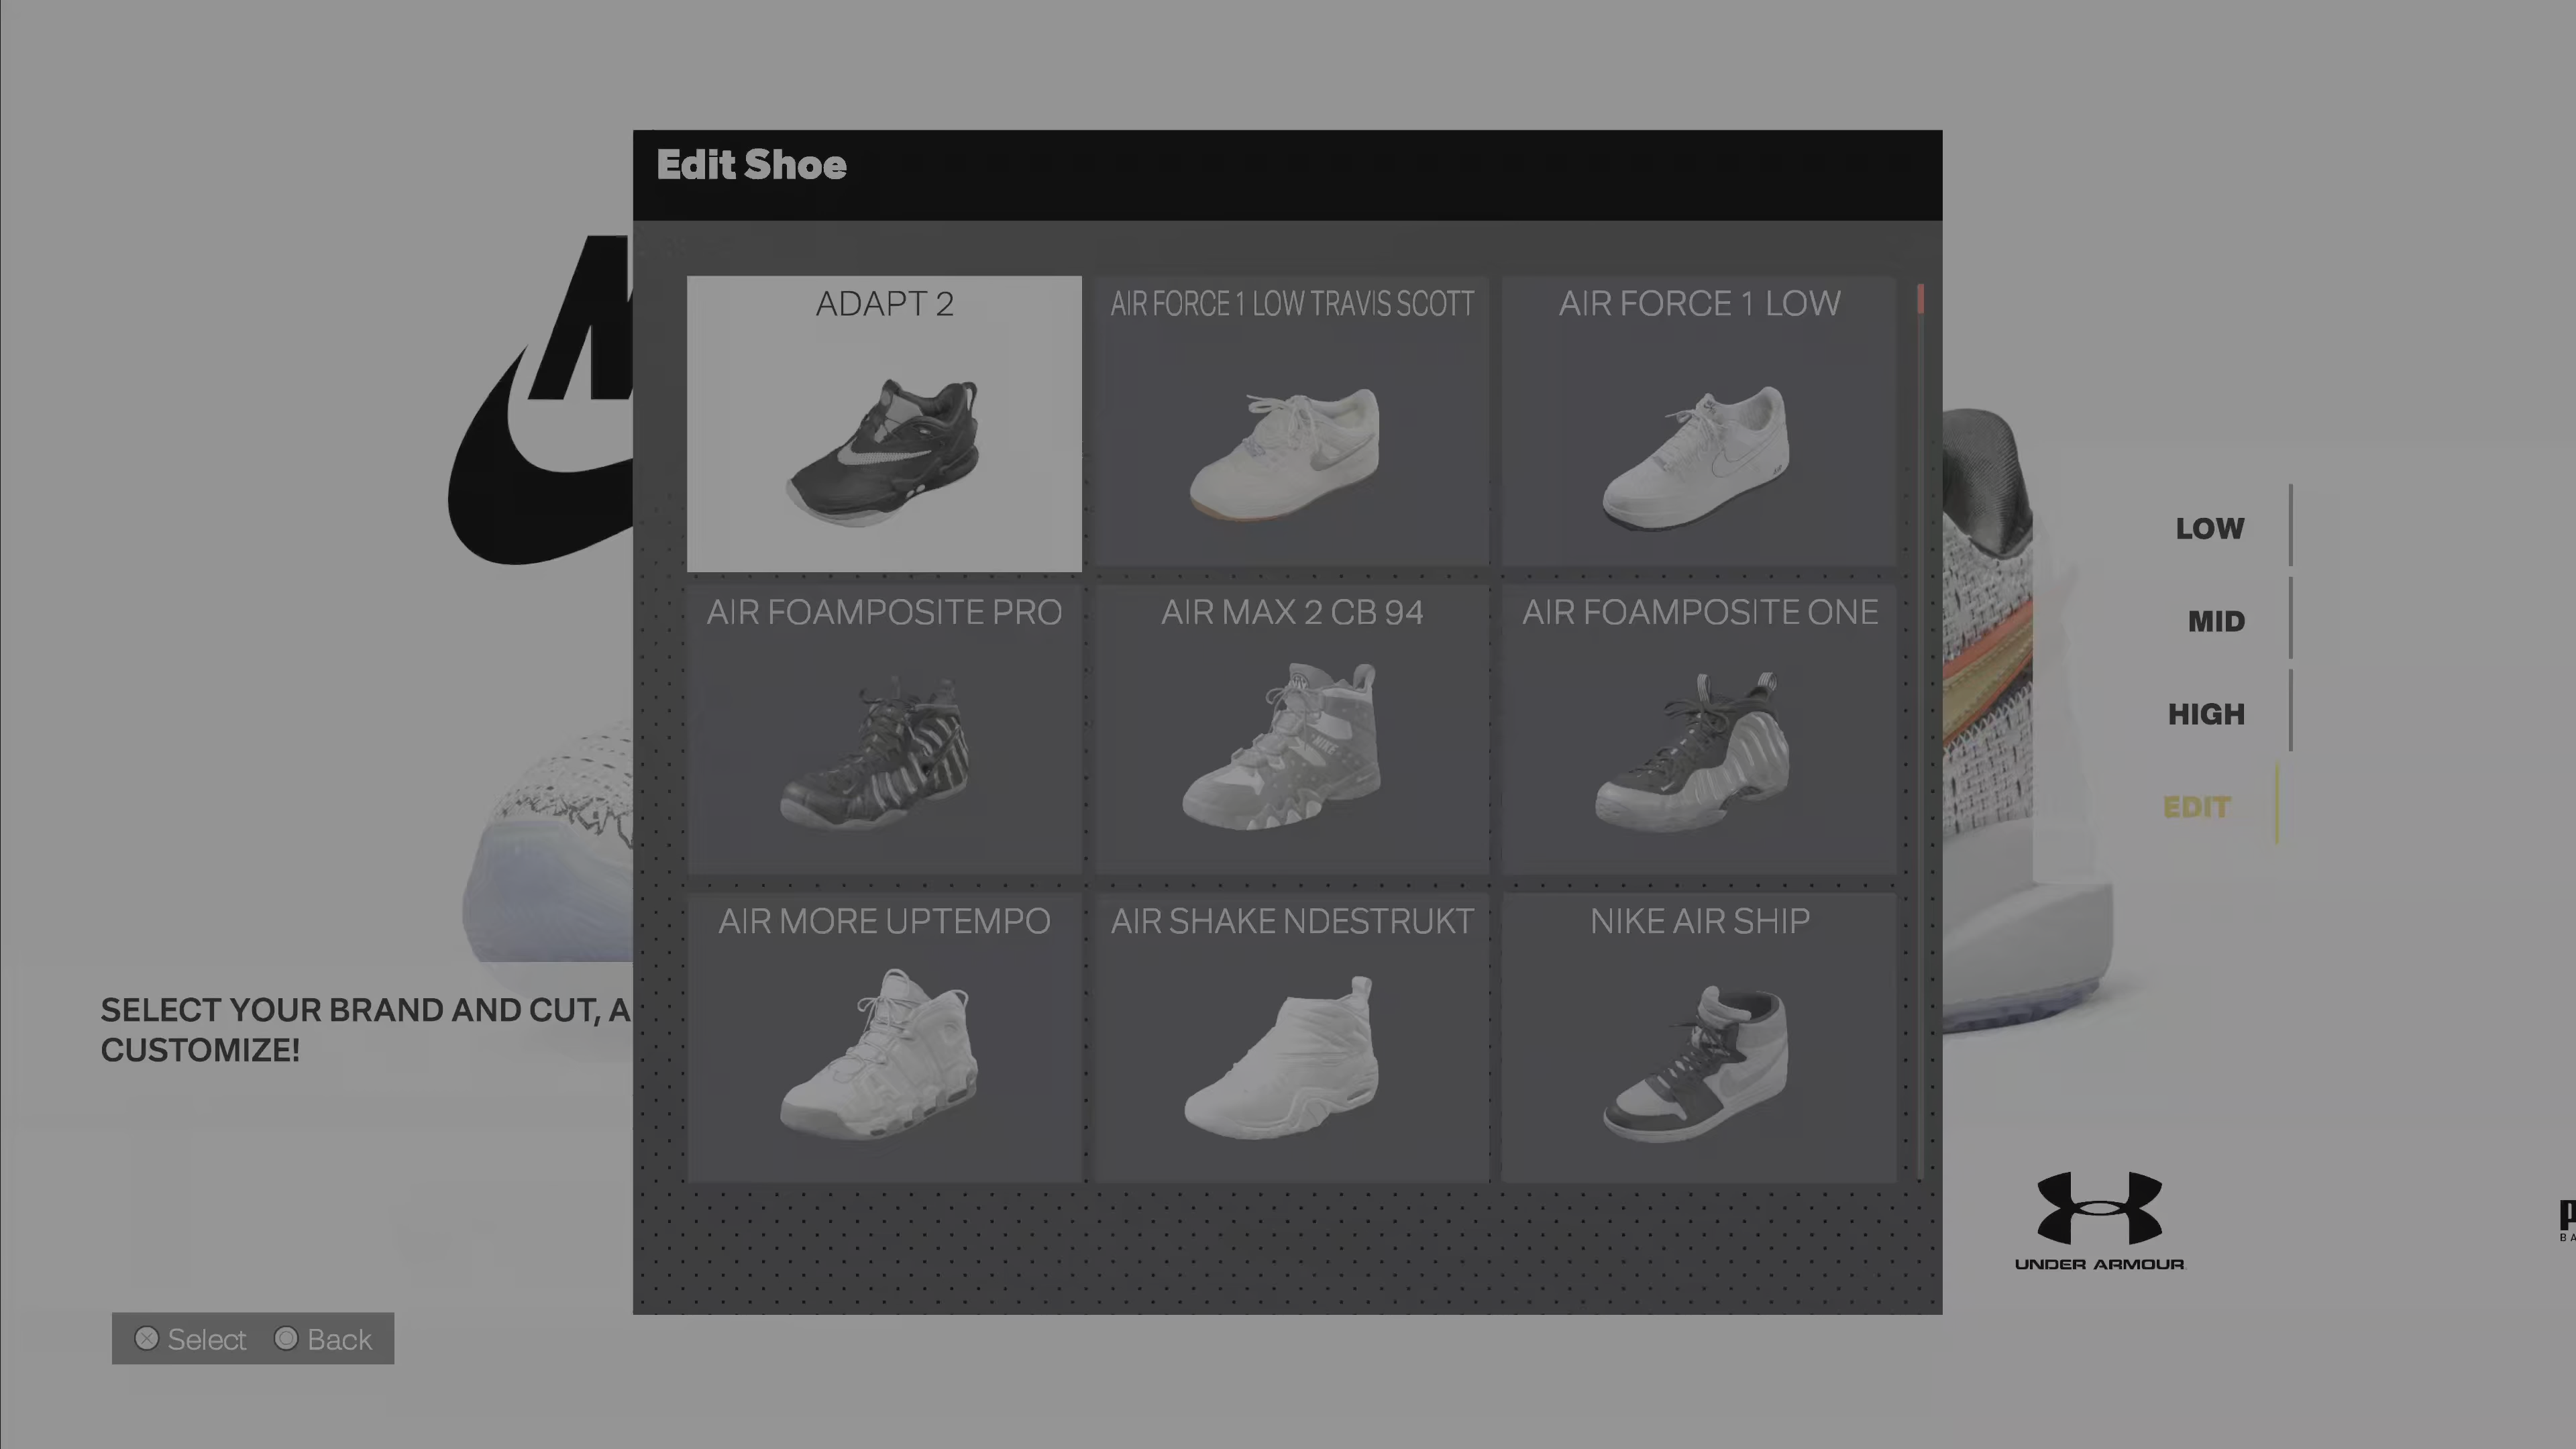 Edit Shoe
ADAPT 2
AIR FORCE 1 LOW TRAVIS SCOTT
AIR FORCE 1 LOW
AIR FOAMPOSITE PRO
AIR MAX 2 CB 94
AIR FOAMPOSITE ONE
NIKE
AIR MORE UPTEMPO
AIR SHAKE NDESTRUKT
NIKE AIR SHIP
LOW
MID
HIGH
EDIT
SELECT YOUR BRAND AND CUT, A
CUSTOMIZE!
UNDER ARMOUR
Select
Back